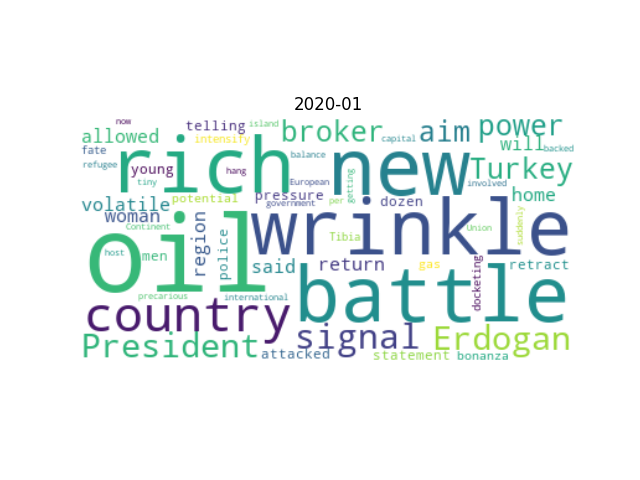 2020-01
now
telling
island
broker
aim
power
allowed
intensify
capital
will
backed
fate
rich
new
balance
Turkey
refugee
young
hang
tiny
European
getting
involved
home
volatile
potential
pressure
government
per
dozen
woman
wrinkle
Continent
region
police
oil
Tibia
Union
suddenly
host
men
said
return
gas
docketing
retract
precarious
international
battle
country
signal
Erdogan
President
attacked
statement
bonanza